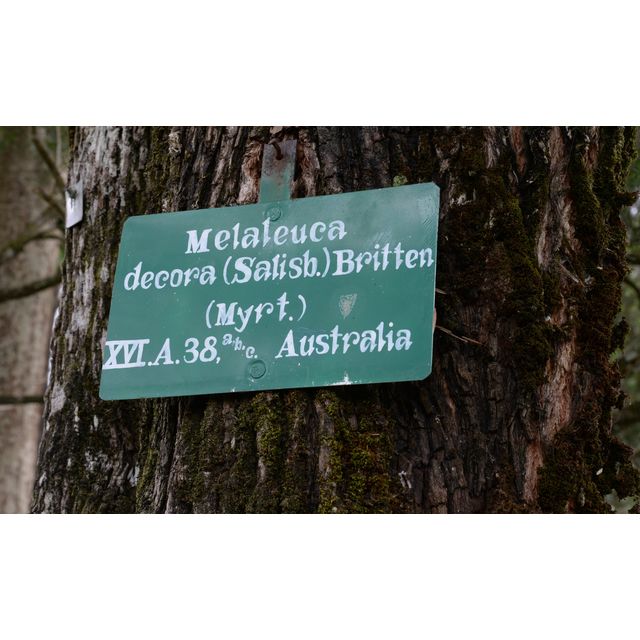 Melaleuca
decora (Salisb.) Britten
(Myrt.)
XVI.A.38,a,b,c. Australia